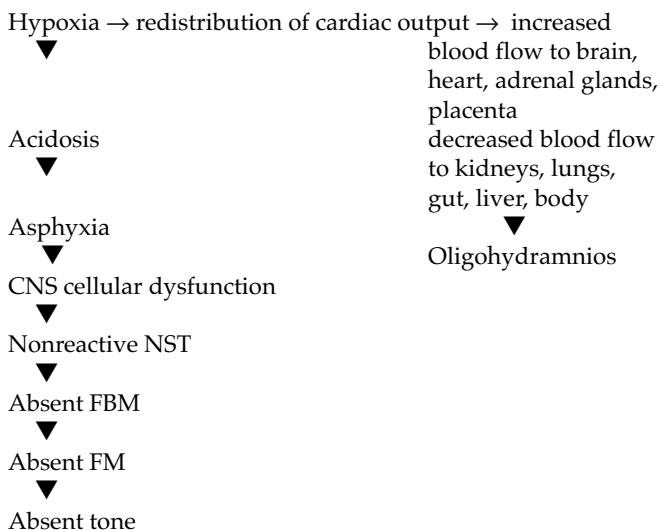 Hypoxia → redistribution of cardiac output → increased
blood flow to brain,
heart, adrenal glands,
placenta
Acidosis
decreased blood flow
to kidneys, lungs,
gut, liver, body
Asphyxia
Oligohydramnios
CNS cellular dysfunction
Nonreactive NST
Absent FBM
Absent FM
Absent tone